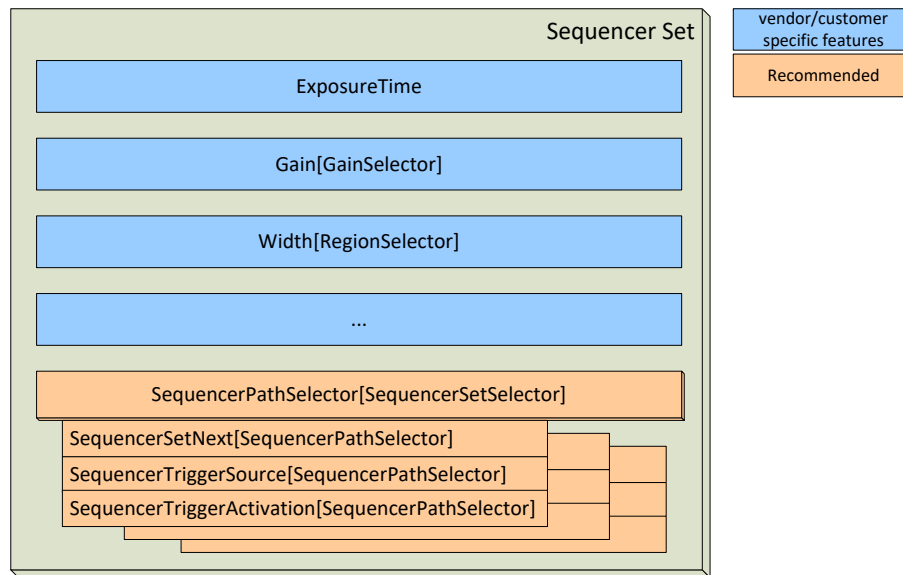 Sequencer Set
vendor/customer
specific features
Recommended
ExposureTime
Gain[GainSelector]
Width[RegionSelector]
...
SequencerPathSelector[SequencerSetSelector]
SequencerSetNext[SequencerPathSelector]
SequencerTriggerSource[SequencerPathSelector]
SequencerTriggerActivation[SequencerPathSelector]